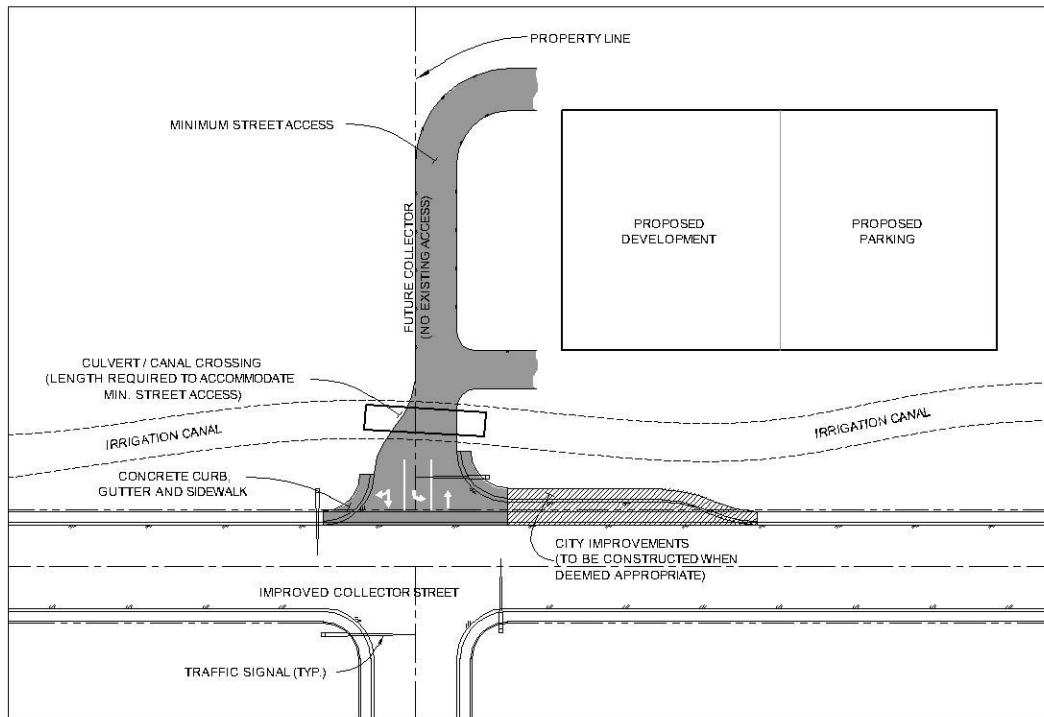 PROPERTY LINE
MINIMUM STREET ACCESS
FUTURE COLLECTOR
(NO EXISTING ACCESS)
PROPOSED
DEVELOPMENT
PROPOSED
PARKING
CULVERT / CANAL CROSSING
(LENGTH REQUIRED TO ACCOMMODATE
MIN. STREET ACCESS)
IRRIGATION CANAL
IRRIGATION CANAL
CONCRETE CURB,
GUTTER AND SIDEWALK
CITY IMPROVEMENTS
(TO BE CONSTRUCTED WHEN
DEEMED APPROPRIATE)
IMPROVED COLLECTOR STREET
TRAFFIC SIGNAL (TYP.)